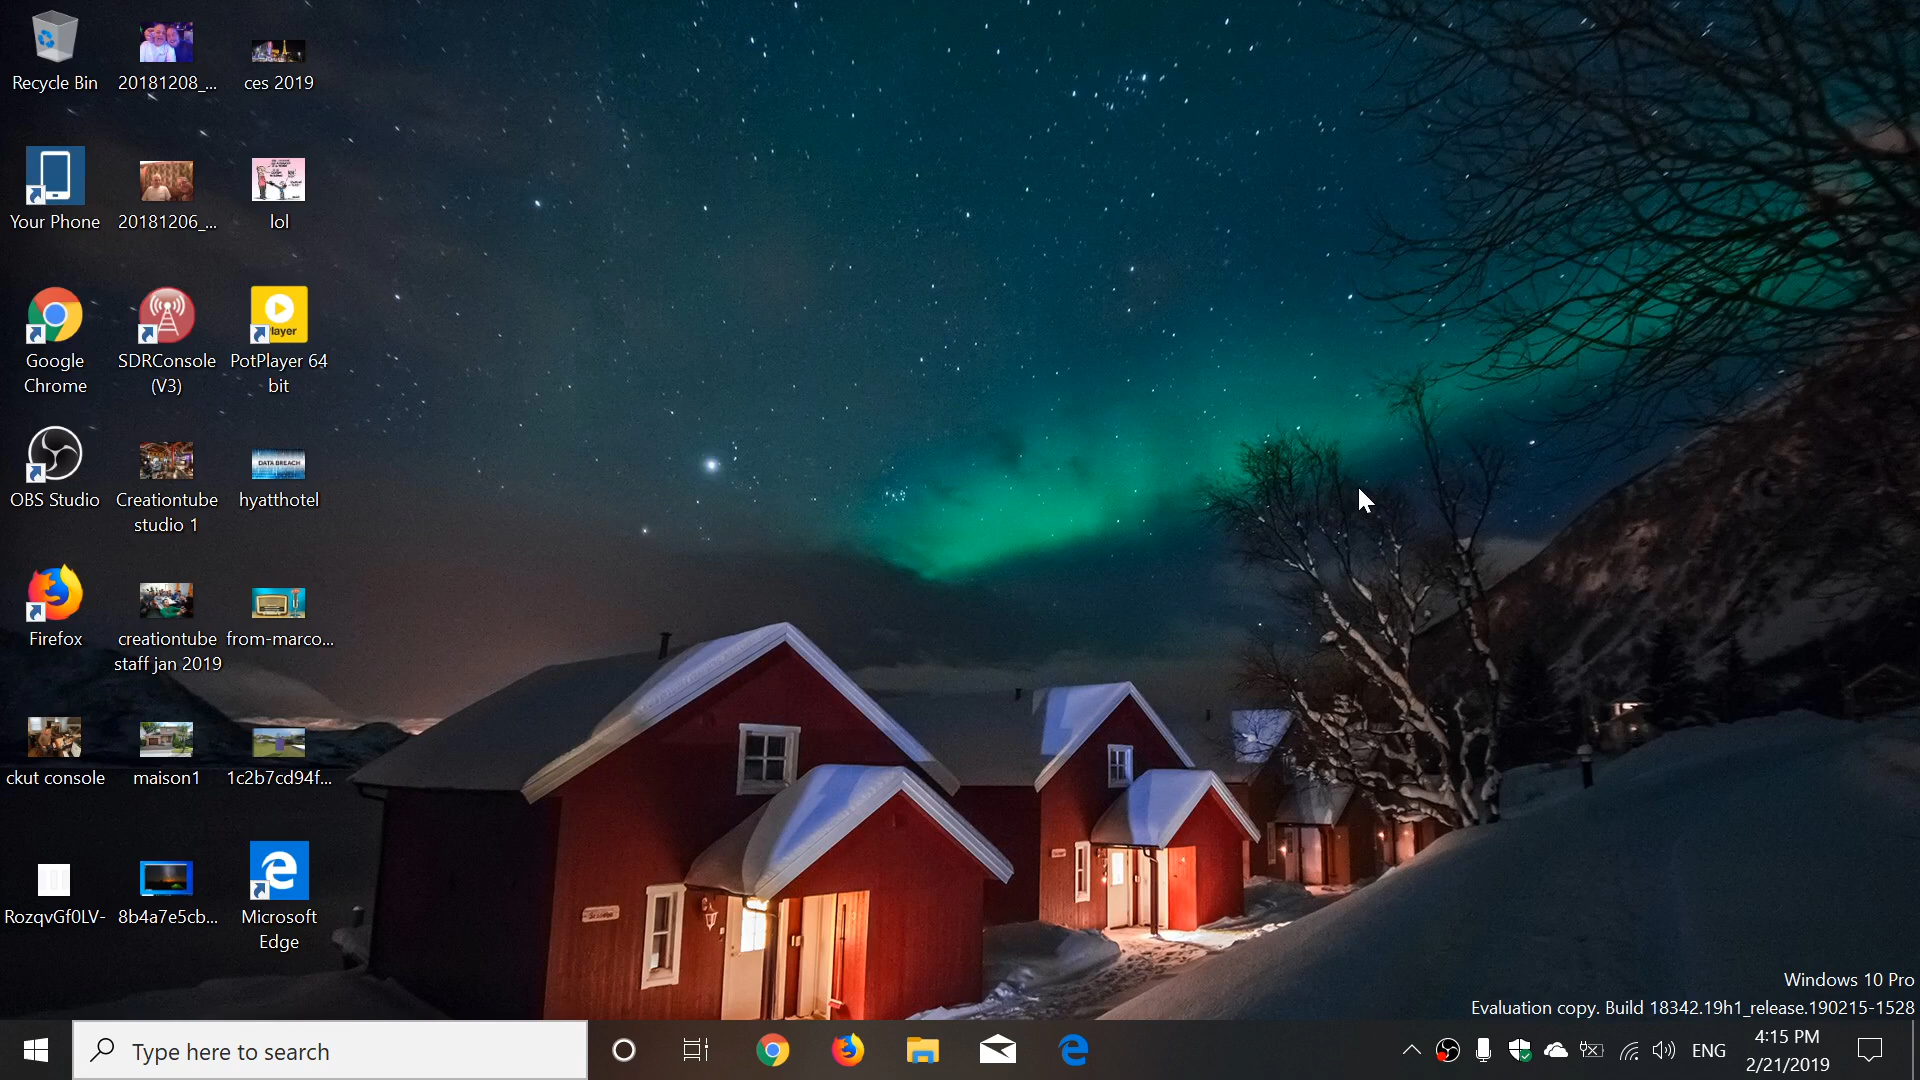 Recycle Bin
20181208_...
ces 2019
Your Phone
20181206_...
lol
Google
Chrome
SDRConsole
(V3)
PotPlayer 64
bit
layer
OBS Studio
Creationtube
studio 1
DATA BREACH
hyatthotel
Firefox
creationtube
staff jan 2019
from-marco...
ckut console
maison1
1c2b7cd94f...
RozqvGf0LV-
8b4a7e5cb...
Microsoft
Edge
Windows 10 Pro
Evaluation copy. Build 18342.19h1_release.190215-1528
Type here to search
ENG
4:15 PM
2/21/2019